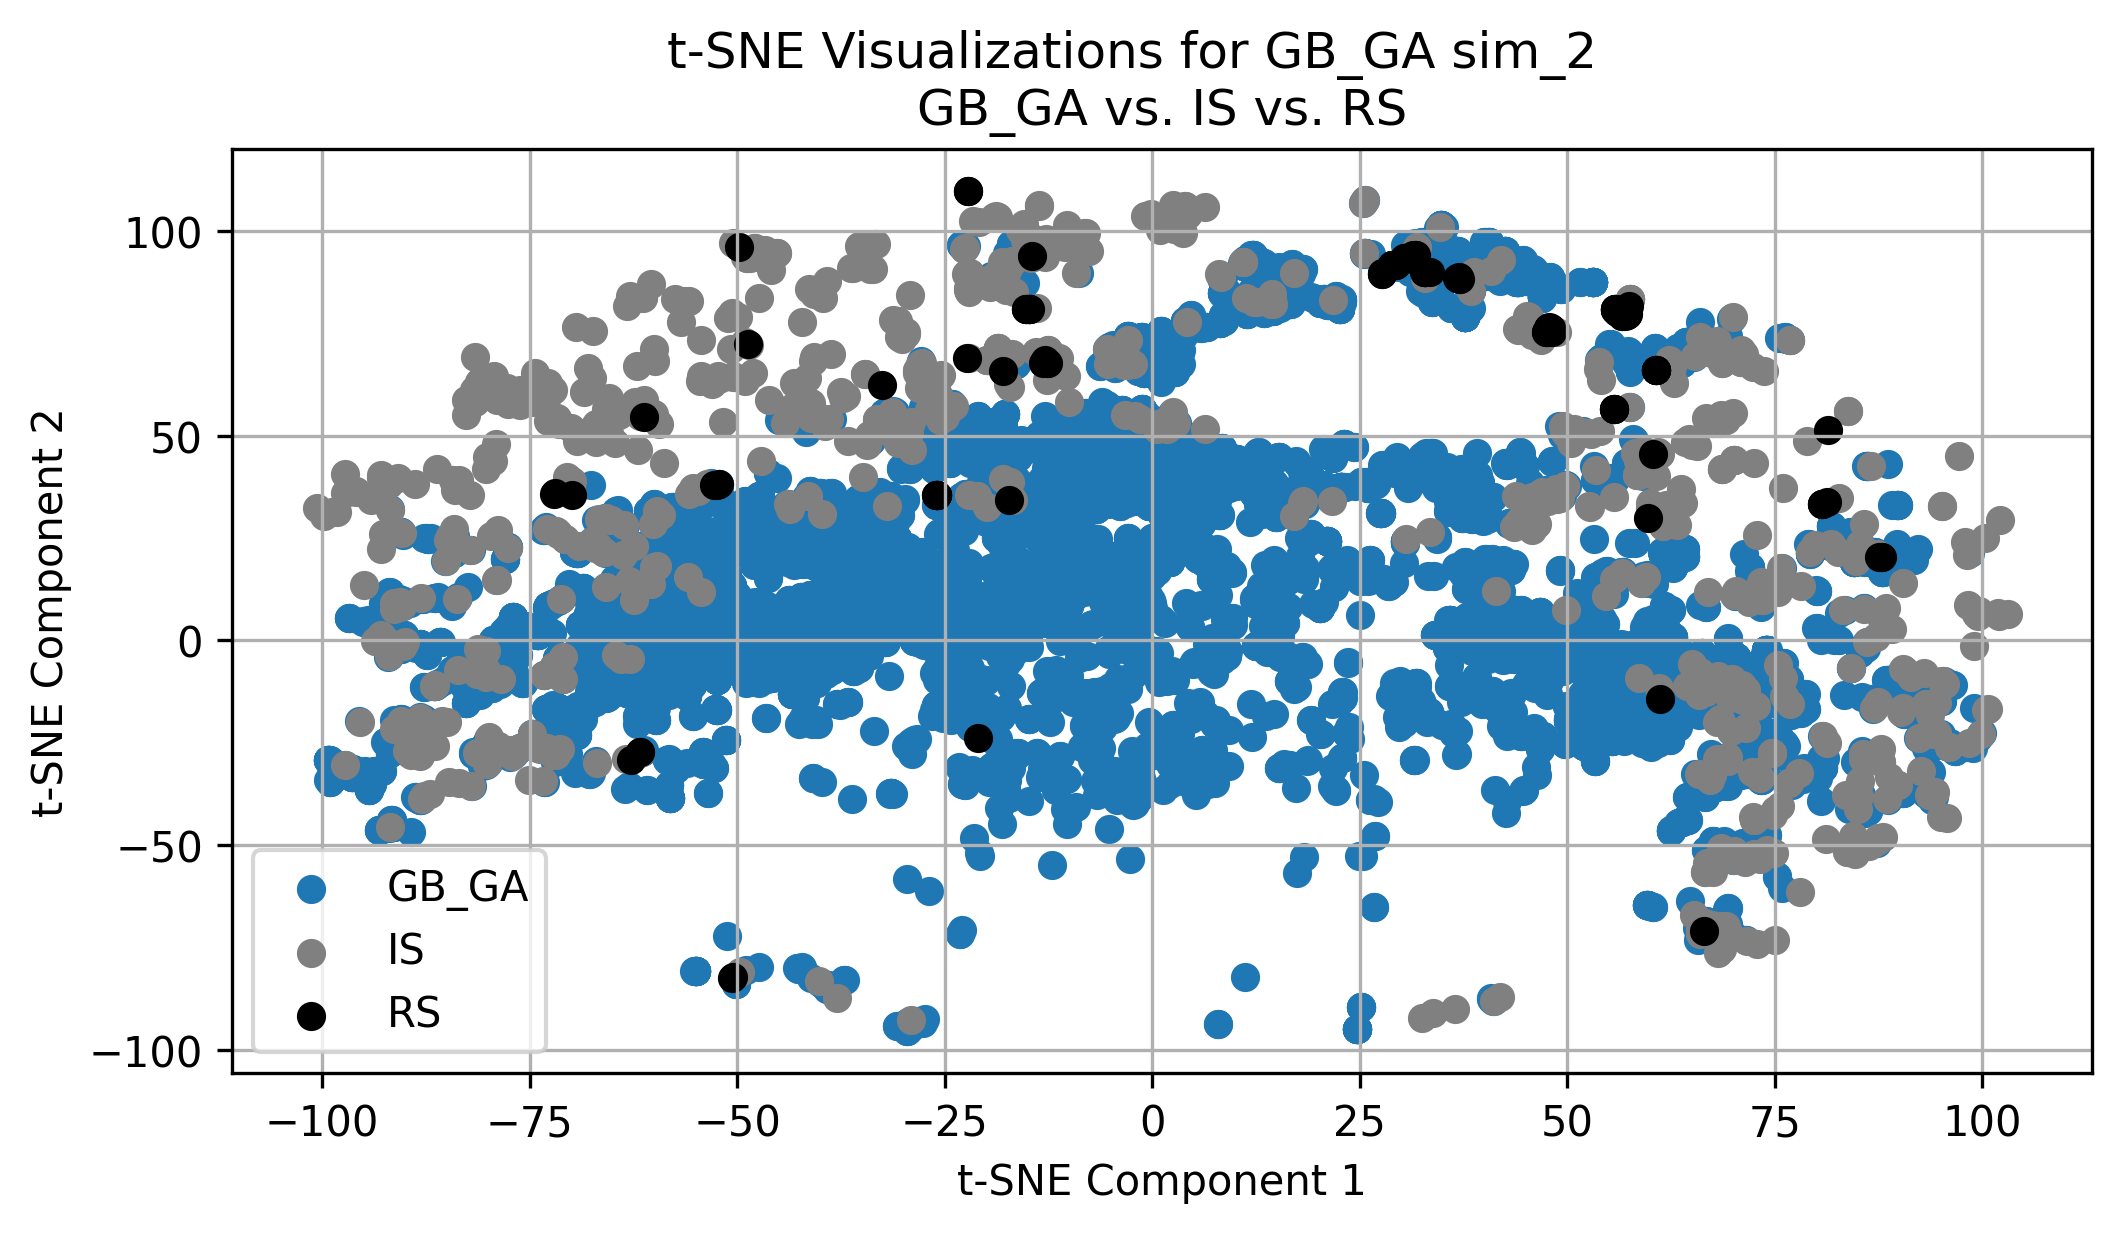 t-SNE Visualizations for GB_GA sim_2
GB_GA vs. IS vs. RS
t-SNE Component 2
100
50
0
−50
−100
GB_GA
IS
RS
−100 −75 −50 −25 0 25 50 75 100
t-SNE Component 1